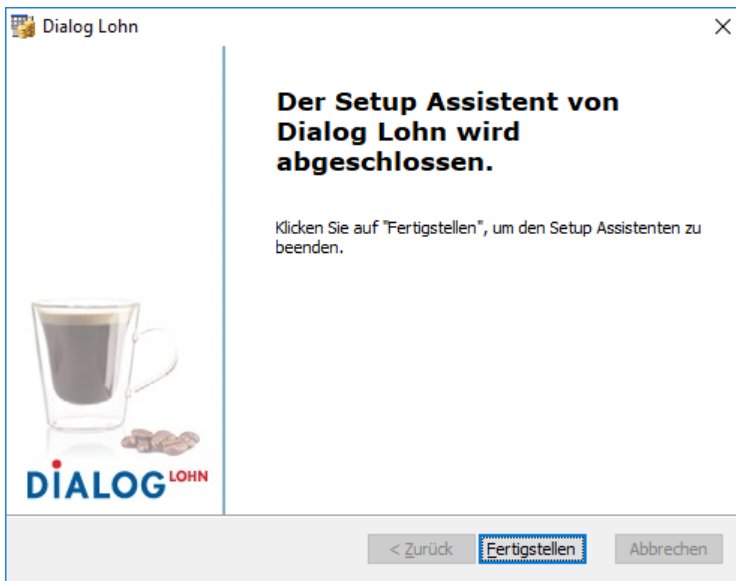 Dialog Lohn
Der Setup Assistent von
Dialog Lohn wird
abgeschlossen.
Klicken Sie auf "Fertigstellen", um den Setup Assistenten zu
beenden.
DiALOG LOHN
< Zurück Fertigstellen Abbrechen